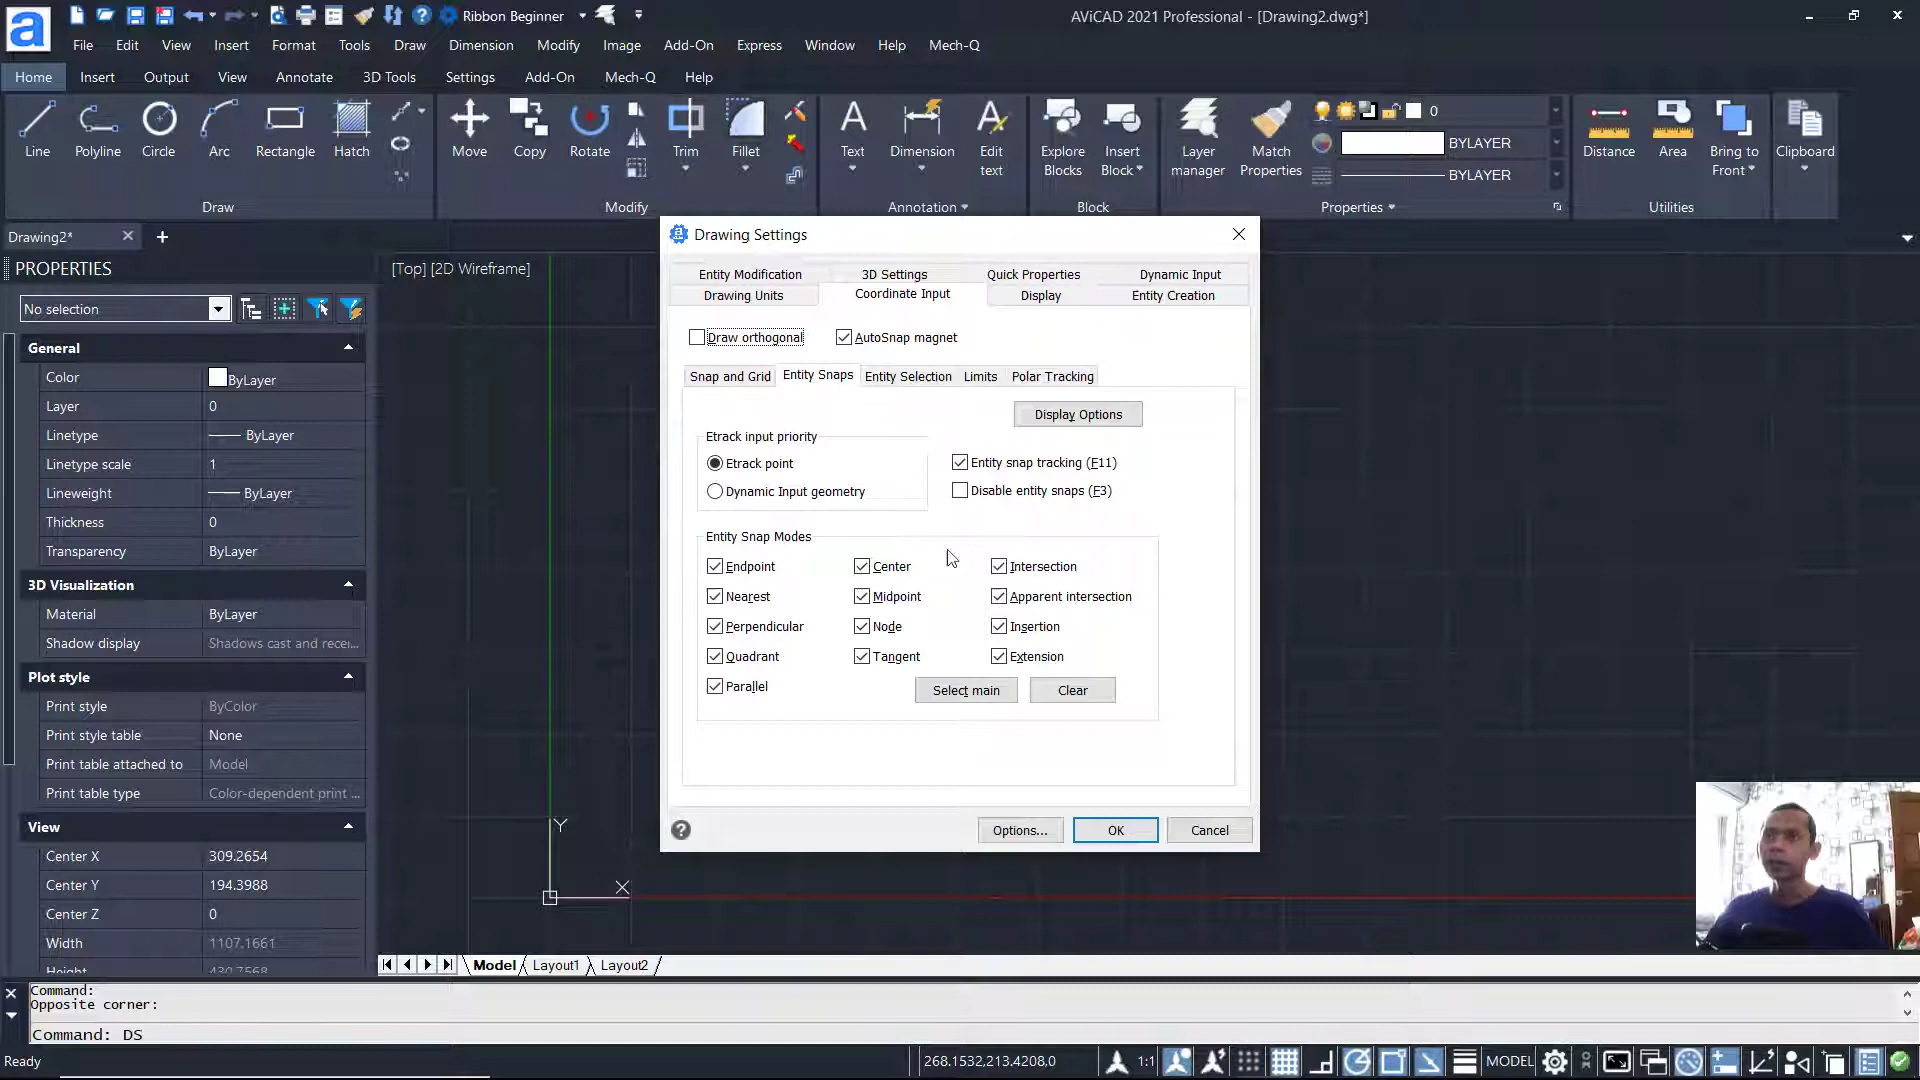 Ribbon Beginner
AViCAD 2021 Professional - [Drawing2.dwg*]
File Edit View Insert Format Tools Draw Dimension Modify Image Add-On Express Window Help Mech-Q
Home Insert Output View Annotate 3D Tools Settings Add-On Mech-Q Help
Line Polyline Circle Arc Rectangle Hatch Move Copy Rotate Trim Fillet Text Dimension Edit text Explore Blocks Insert Block Layer manager Match Properties 0 BYLAYER BYLAYER Distance Area Bring to Front Clipboard
Draw Modify Annotation Block Properties Utilities
Drawing2*
PROPERTIES
[Top] [2D Wireframe]
No selection
General
Color ByLayer
Layer 0
Linetype ByLayer
Linetype scale 1
Lineweight ByLayer
Thickness 0
Transparency ByLayer
3D Visualization
Material ByLayer
Shadow display Shadows cast and recei...
Plot style
Print style ByColor
Print style table None
Print table attached to Model
Print table type Color-dependent print ...
View
Center X 309.2654
Center Y 194.3988
Center Z 0
Width 1107.1661
Height 430.7568
Drawing Settings
Entity Modification 3D Settings Quick Properties Dynamic Input
Drawing Units Coordinate Input Display Entity Creation
Draw orthogonal AutoSnap magnet
Snap and Grid Entity Snaps Entity Selection Limits Polar Tracking
Display Options
Etrack input priority
Etrack point Entity snap tracking (F11)
Dynamic Input geometry Disable entity snaps (F3)
Entity Snap Modes
Endpoint Center Intersection
Nearest Midpoint Apparent intersection
Perpendicular Node Insertion
Quadrant Tangent Extension
Parallel Select main Clear
Options... OK Cancel
Y
X
Model Layout1 Layout2
Command:
Opposite corner:
Command: DS
Ready 268.1532,213.4208,0 1:1 MODEL